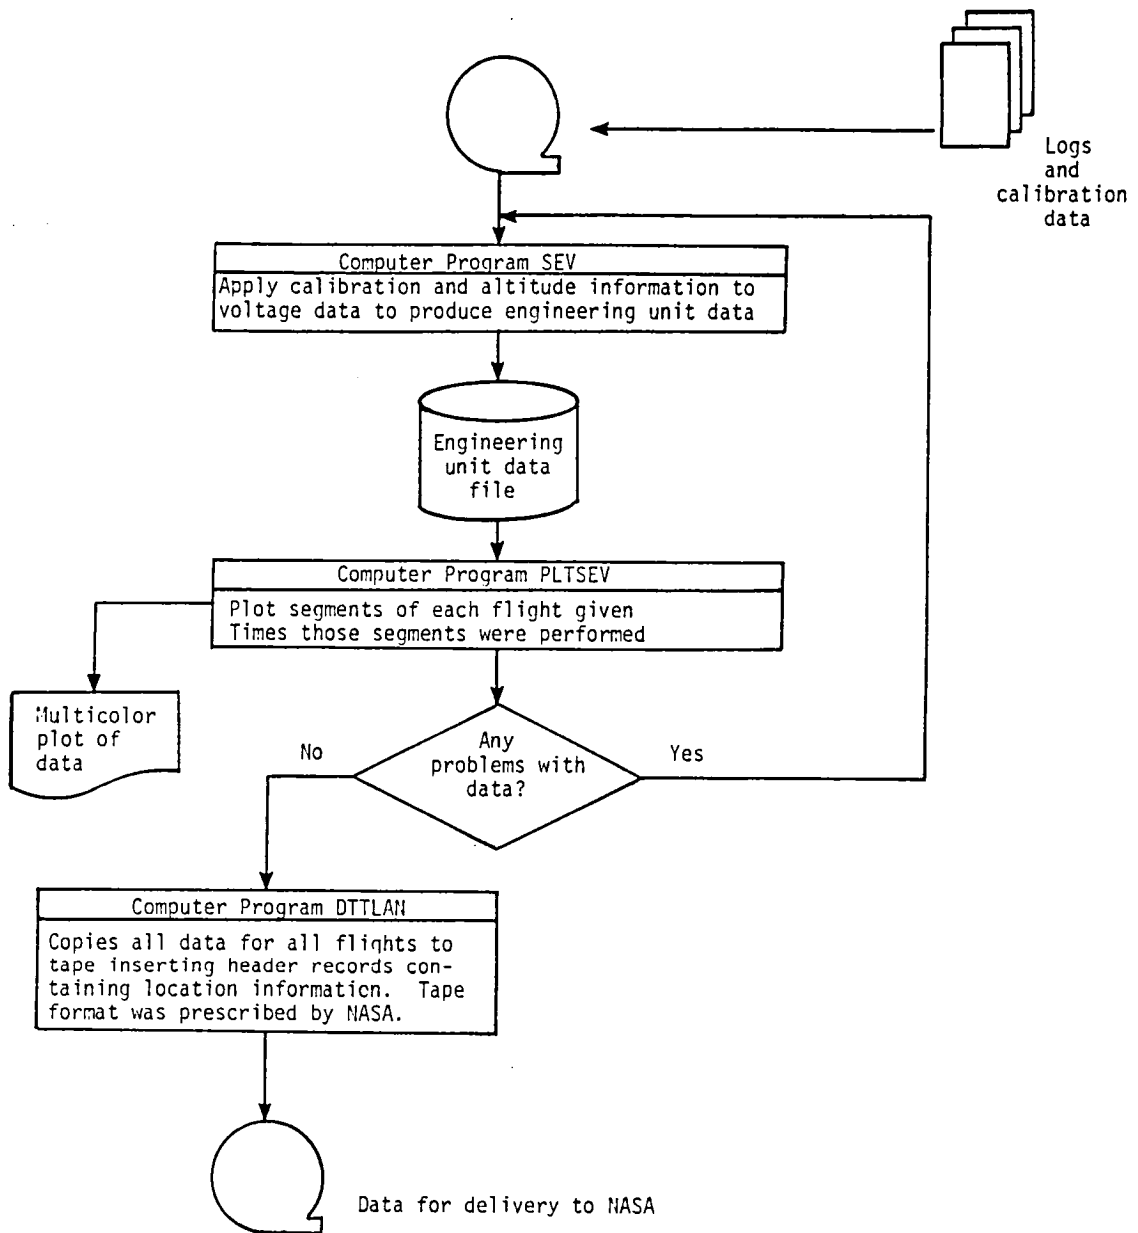 Logs
and
calibration
data
Computer Program SEV
Apply calibration and altitude information to
voltage data to produce engineering unit data
Engineering
unit data
file
Computer Program PLTSEV
Plot segments of each flight given
Times those segments were performed
Multicolor
plot of
data
No
Any
problems with
data?
Yes
Computer Program DTTLAN
Copies all data for all flights to
tape inserting header records con-
taining location information.  Tape
format was prescribed by NASA.
Data for delivery to NASA